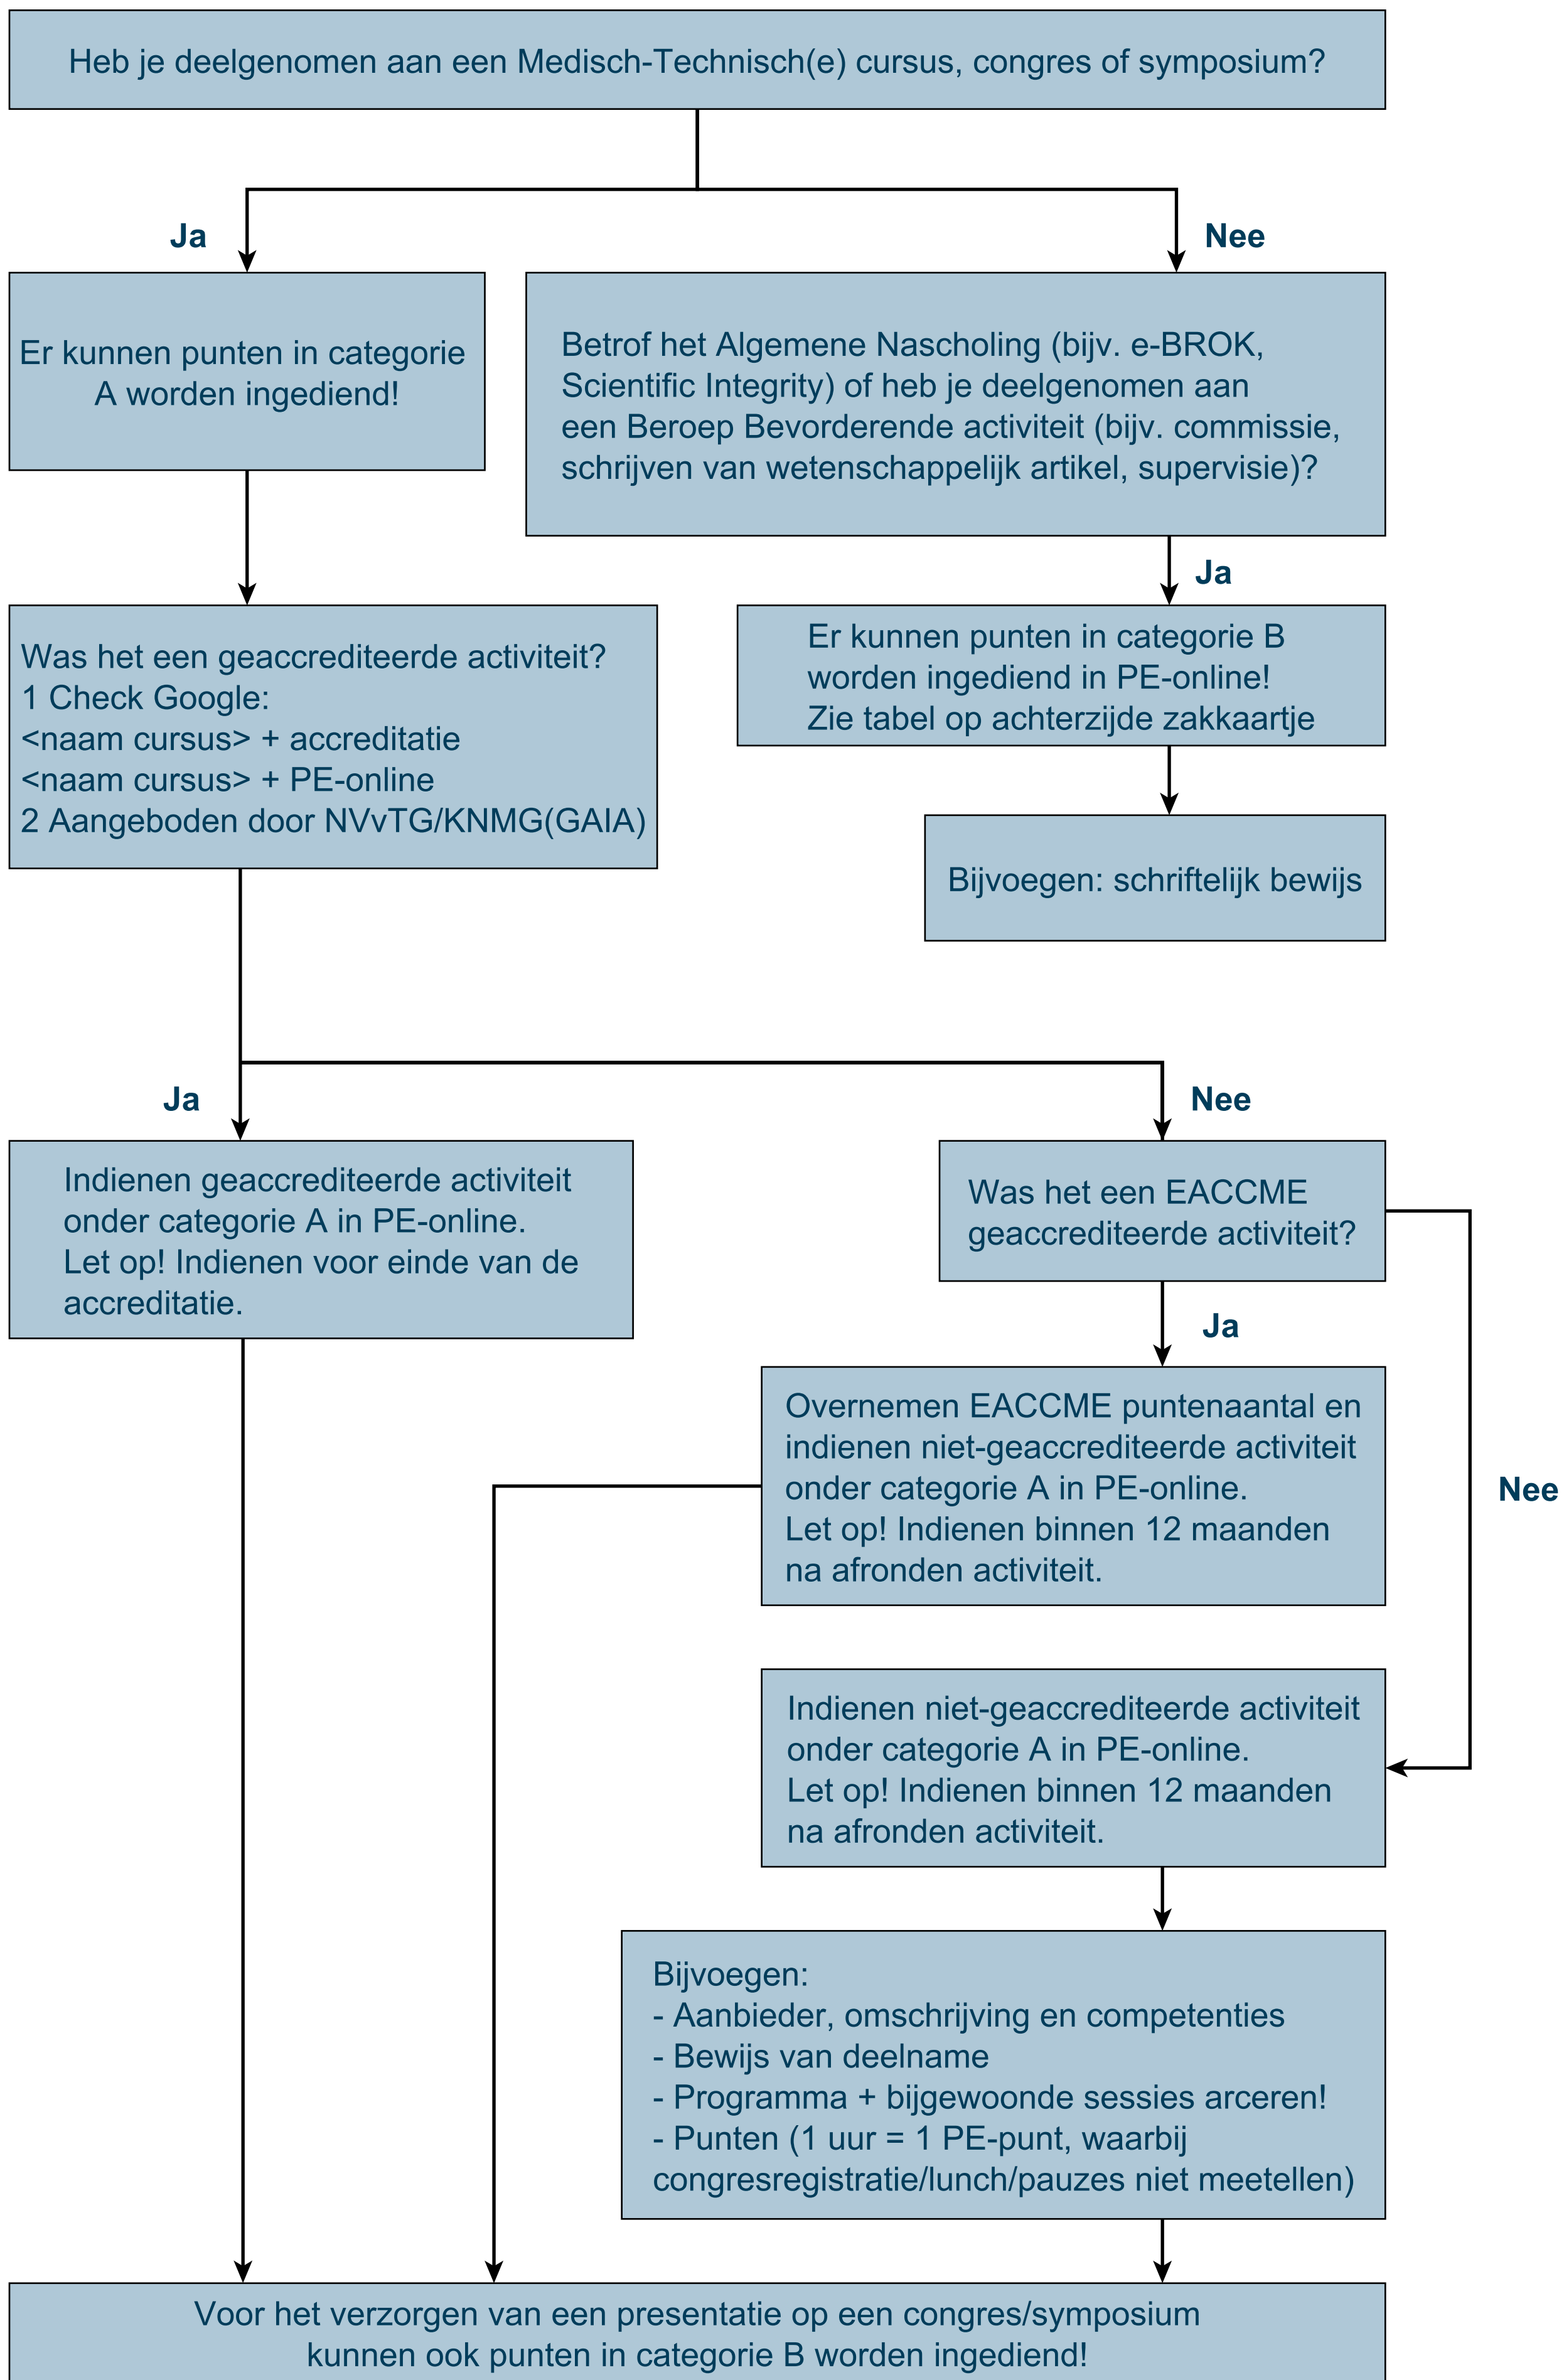 Heb je deelgenomen aan een Medisch-Technisch(e) cursus, congres of symposium?
Ja
Nee
Er kunnen punten in categorie
A worden ingediend!
Betrof het Algemene Nascholing (bijv. e-BROK,
Scientific Integrity) of heb je deelgenomen aan
een Beroep Bevorderende activiteit (bijv. commissie,
schrijven van wetenschappelijk artikel, supervisie)?
Ja
Was het een geaccrediteerde activiteit?
1 Check Google:
<naam cursus> + accreditatie
<naam cursus> + PE-online
2 Aangeboden door NVvTG/KNMG(GAIA)
Er kunnen punten in categorie B
worden ingediend in PE-online!
Zie tabel op achterzijde zakkaartje
Bijvoegen: schriftelijk bewijs
Ja
Nee
Indienen geaccrediteerde activiteit
onder categorie A in PE-online.
Let op! Indienen voor einde van de
accreditatie.
Was het een EACCME
geaccrediteerde activiteit?
Ja
Nee
Overnemen EACCME puntenaantal en
indienen niet-geaccrediteerde activiteit
onder categorie A in PE-online.
Let op! Indienen binnen 12 maanden
na afronden activiteit.
Indienen niet-geaccrediteerde activiteit
onder categorie A in PE-online.
Let op! Indienen binnen 12 maanden
na afronden activiteit.
Bijvoegen:
- Aanbieder, omschrijving en competenties
- Bewijs van deelname
- Programma + bijgewoonde sessies arceren!
- Punten (1 uur = 1 PE-punt, waarbij
congresregistratie/lunch/pauzes niet meetellen)
Voor het verzorgen van een presentatie op een congres/symposium
kunnen ook punten in categorie B worden ingediend!